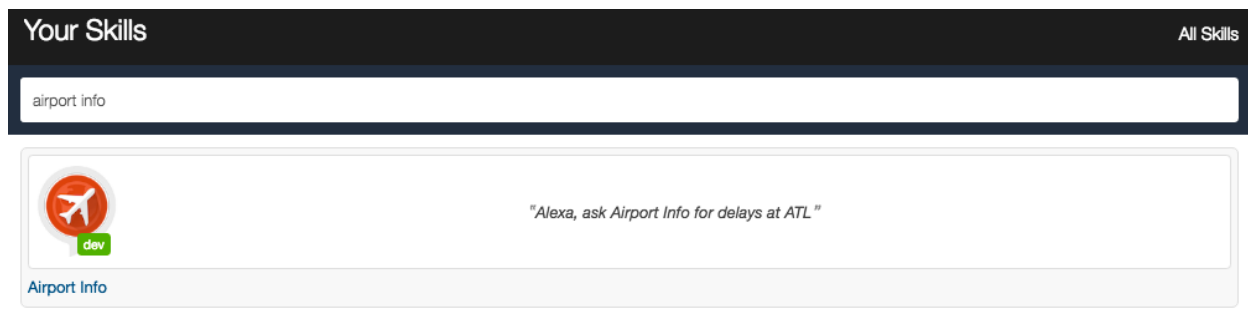 Your Skills
All Skills
airport info
"Alexa, ask Airport Info for delays at ATL"
dev
Airport Info